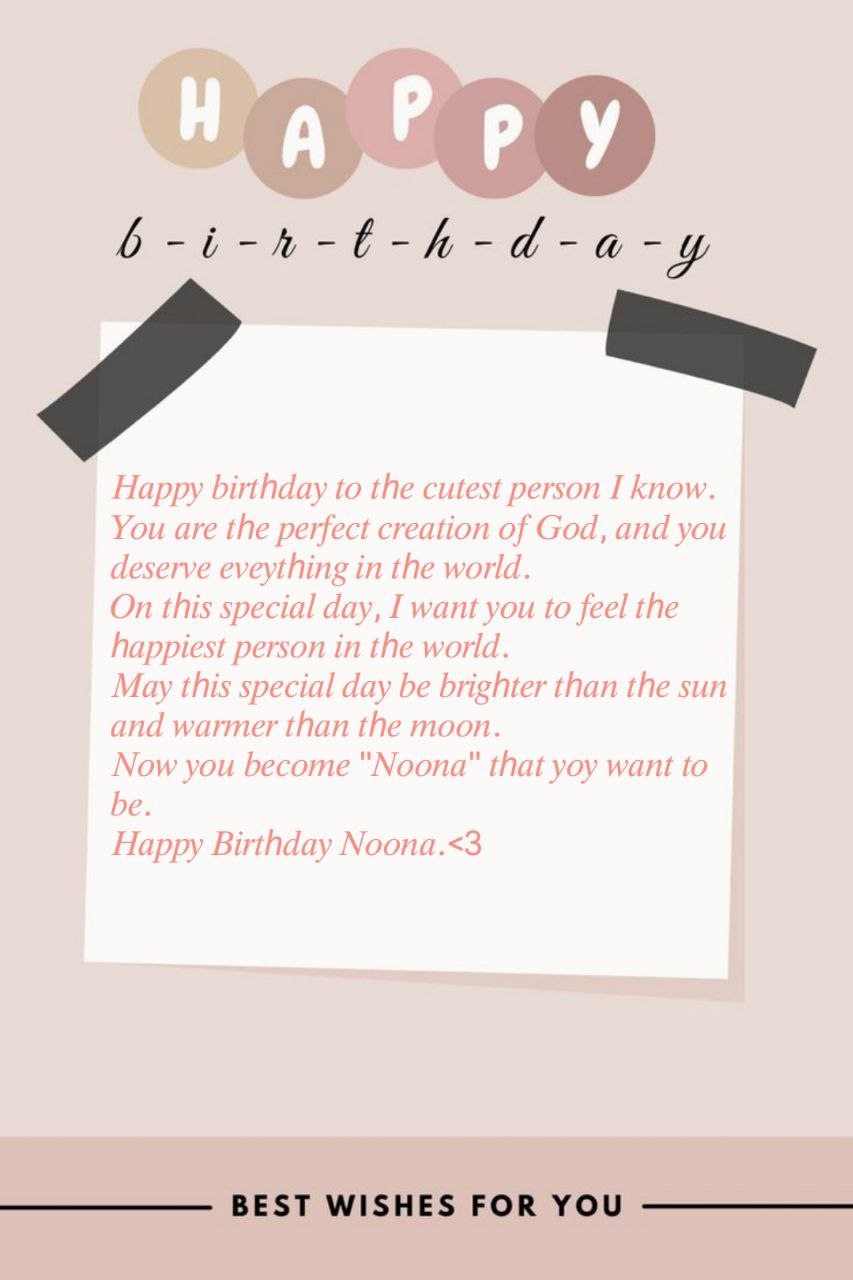 HAPPY
b-i-r-t-h-d-a-y
Happy birthday to the cutest person I know.
You are the perfect creation of God, and you
deserve eveything in the world.
On this special day, I want you to feel the
happiest person in the world.
May this special day be brighter than the sun
and warmer than the moon.
Now you become "Noona" that yoy want to
be.
Happy Birthday Noona.<3
BEST WISHES FOR YOU